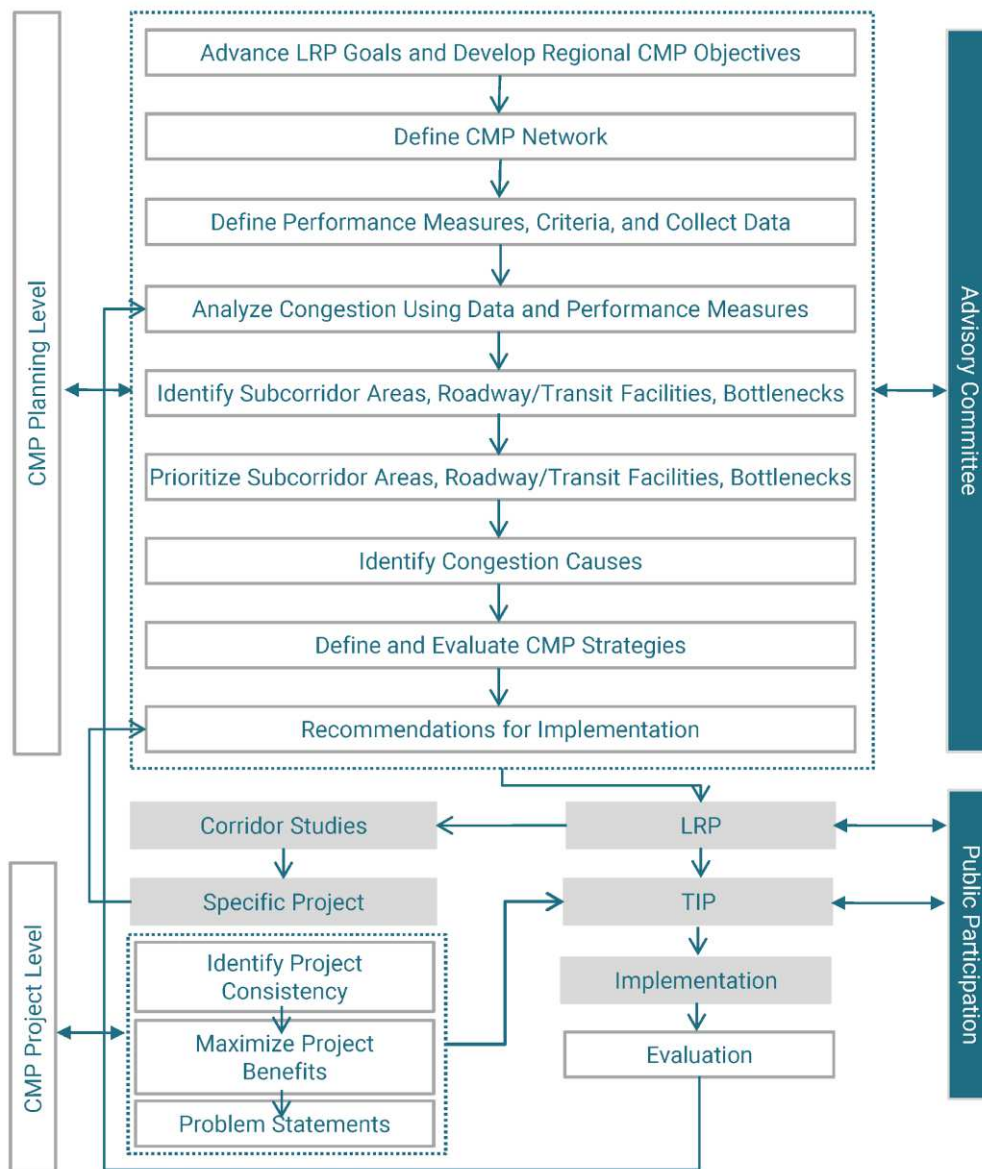 CMP Planning Level
Advance LRP Goals and Develop Regional CMP Objectives
Define CMP Network
Define Performance Measures, Criteria, and Collect Data
Analyze Congestion Using Data and Performance Measures
Identify Subcorridor Areas, Roadway/Transit Facilities, Bottlenecks
Prioritize Subcorridor Areas, Roadway/Transit Facilities, Bottlenecks
Identify Congestion Causes
Define and Evaluate CMP Strategies
Recommendations for Implementation
Advisory Committee
Corridor Studies
LRP
Specific Project
TIP
Public Participation
CMP Project Level
Identify Project
Consistency
Maximize Project
Benefits
Problem Statements
Implementation
Evaluation